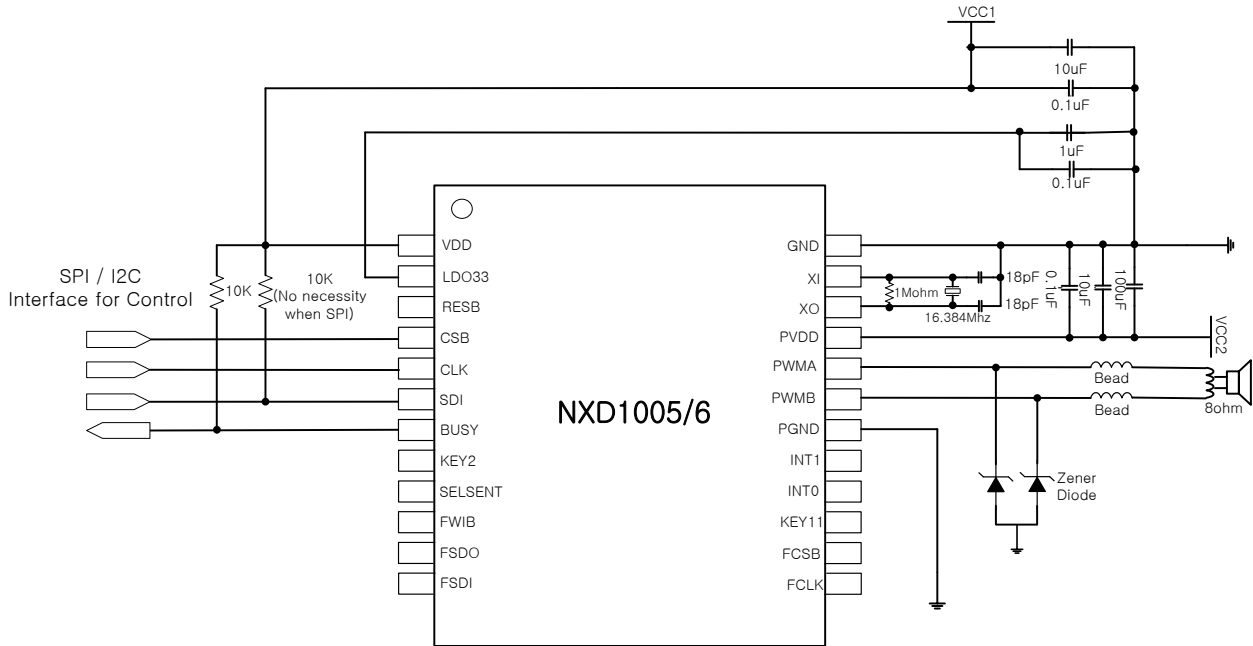 VCC1
10uF
0.1uF
1uF
0.1uF
SPI / I2C
Interface for Control
10K
10K
(No necessity
when SPI)
VDD
LDO33
RESB
CSB
CLK
SDI
BUSY
KEY2
SELSENT
FWIB
FSDO
FSDI
NXD1005/6
GND
XI
XO
PVDD
PWMA
PWMB
PGND
INT1
INT0
KEY11
FCSB
FCLK
1Mohm
18pF
18pF
16.384Mhz
0.1uF
10uF
100uF
VCC2
Bead
Bead
8ohm
Zener
Diode